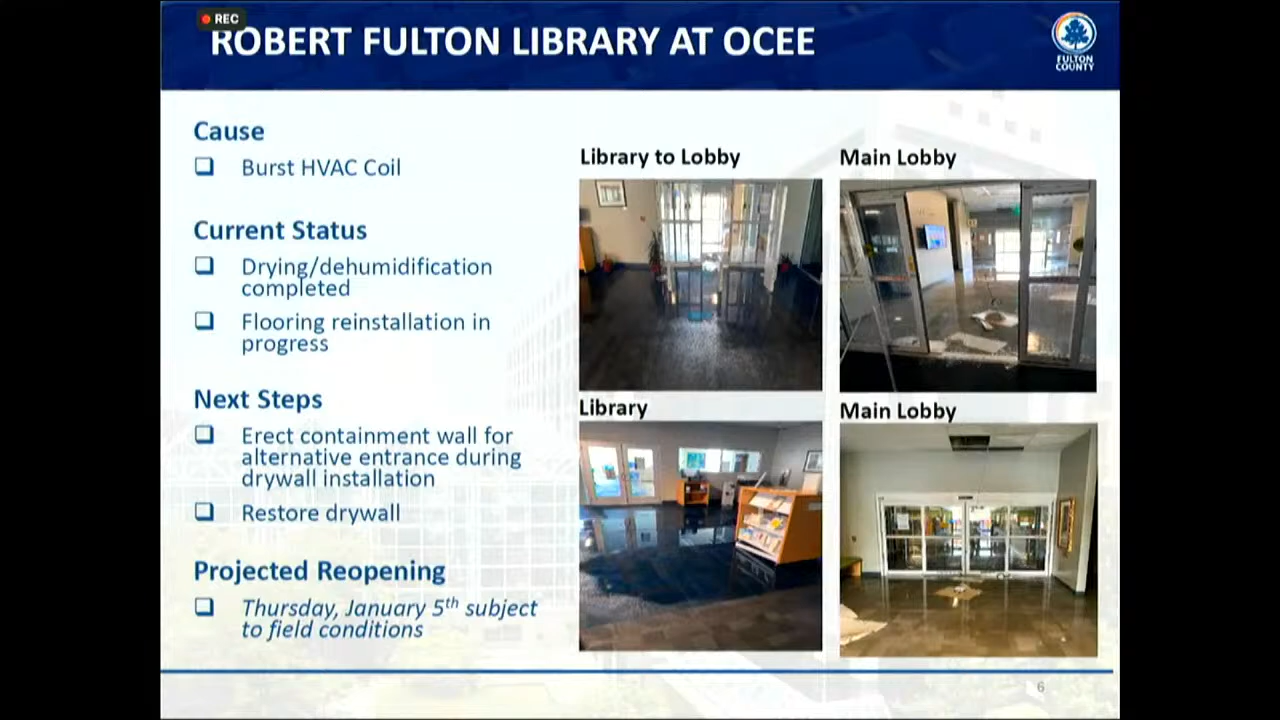 REC
ROBERT FULTON LIBRARY AT OCEE
FULTON
COUNTY
Cause
Burst HVAC Coil
Current Status
Drying/dehumidification
completed
Flooring reinstallation in
progress
Next Steps
Erect containment wall for
alternative entrance during
drywall installation
Restore drywall
Projected Reopening
Thursday, January 5th subject
to field conditions
Library to Lobby
Main Lobby
Library
Main Lobby
6